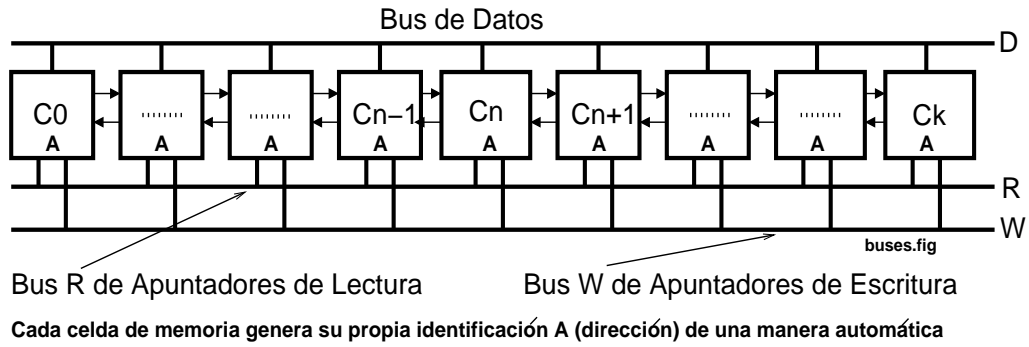 Bus de Datos
D
C0 ........ ........ Cn−1 Cn Cn+1 ........ ........ Ck
A A A A A A A A A
R
W
buses.fig
Bus R de Apuntadores de Lectura Bus W de Apuntadores de Escritura
Cada celda de memoria genera su propia identificación A (dirección) de una manera automática